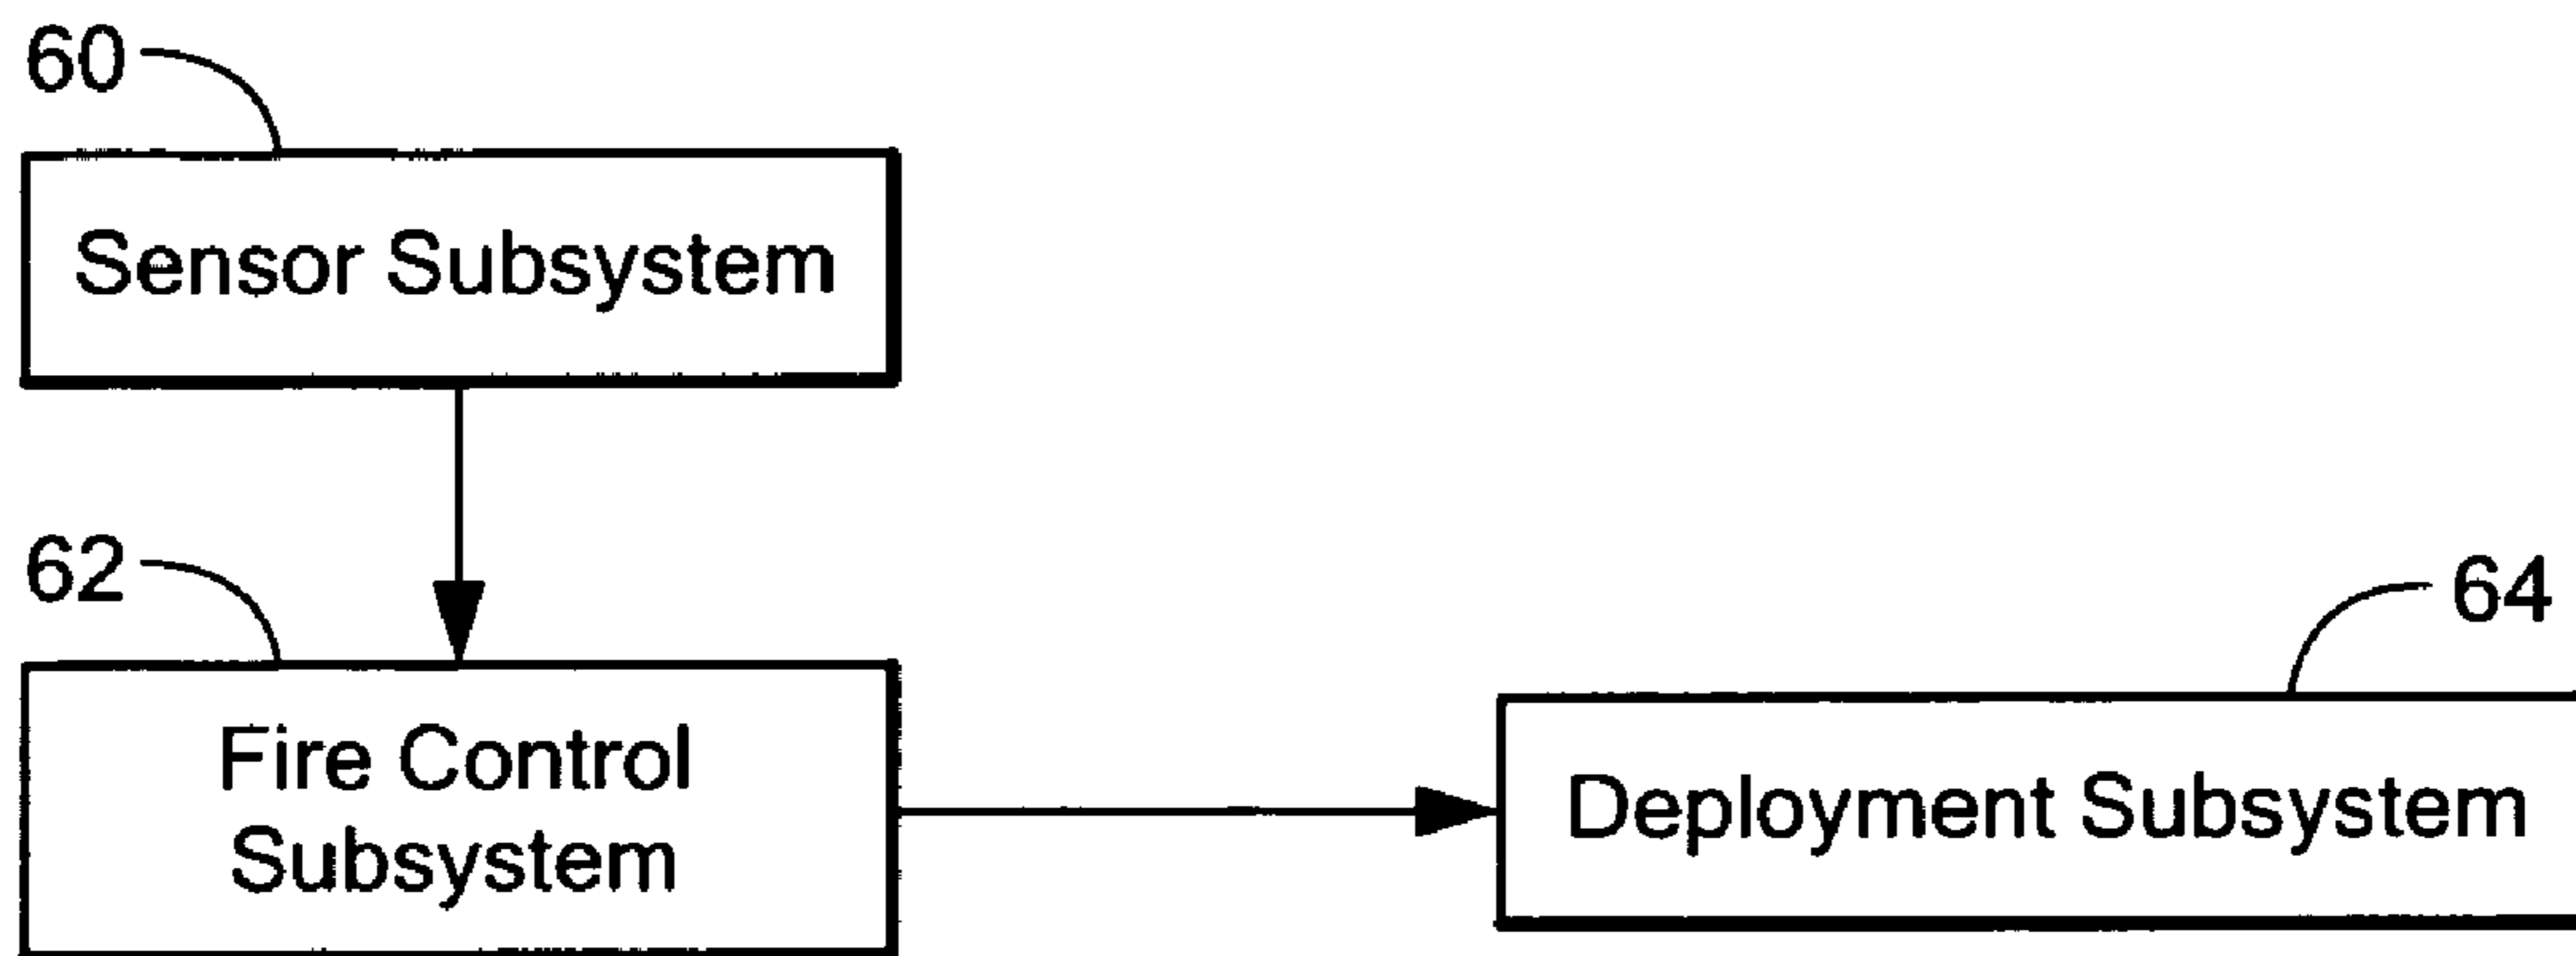 60
Sensor Subsystem
62
Fire Control
Subsystem
64
Deployment Subsystem